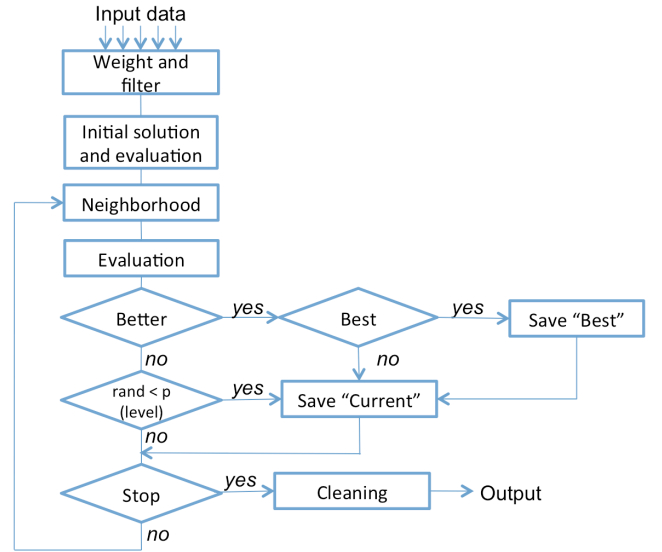 Input data
Weight and
filter
Initial solution
and evaluation
Neighborhood
Evaluation
Better
yes
Best
yes
Save “Best”
no
no
rand < p
(level)
yes
Save “Current”
no
Stop
yes
Cleaning
Output
no